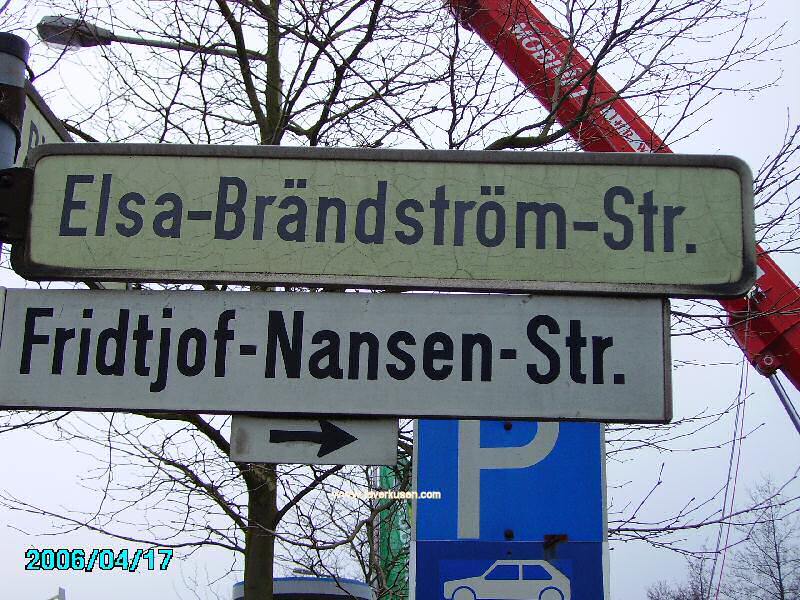 Elsa-Brändström-Str.
Fridtjof-Nansen-Str.
P
2006/04/17